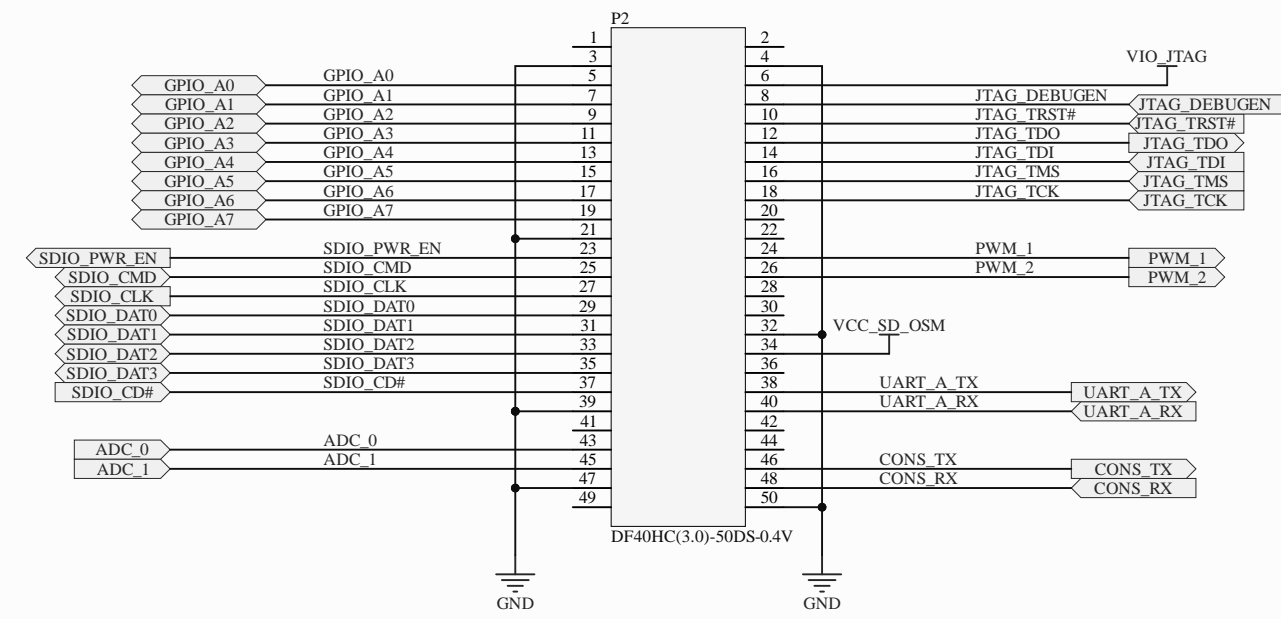 P2
1 2
3 4
VIO_JTAG
GPIO_A0 GPIO_A0 5 6
GPIO_A1 GPIO_A1 7 8 JTAG_DEBUGEN JTAG_DEBUGEN
GPIO_A2 GPIO_A2 9 10 JTAG_TRST# JTAG_TRST#
GPIO_A3 GPIO_A3 11 12 JTAG_TDO JTAG_TDO
GPIO_A4 GPIO_A4 13 14 JTAG_TDI JTAG_TDI
GPIO_A5 GPIO_A5 15 16 JTAG_TMS JTAG_TMS
GPIO_A6 GPIO_A6 17 18 JTAG_TCK JTAG_TCK
GPIO_A7 GPIO_A7 19 20
21 22
SDIO_PWR_EN SDIO_PWR_EN 23 24 PWM_1 PWM_1
SDIO_CMD SDIO_CMD 25 26 PWM_2 PWM_2
SDIO_CLK SDIO_CLK 27 28
SDIO_DAT0 SDIO_DAT0 29 30
SDIO_DAT1 SDIO_DAT1 31 32 VCC_SD_OSM
SDIO_DAT2 SDIO_DAT2 33 34
SDIO_DAT3 SDIO_DAT3 35 36
SDIO_CD# SDIO_CD# 37 38 UART_A_TX UART_A_TX
39 40 UART_A_RX UART_A_RX
41 42
ADC_0 ADC_0 43 44
ADC_1 ADC_1 45 46 CONS_TX CONS_TX
47 48 CONS_RX CONS_RX
49 50
DF40HC(3.0)-50DS-0.4V
GND GND